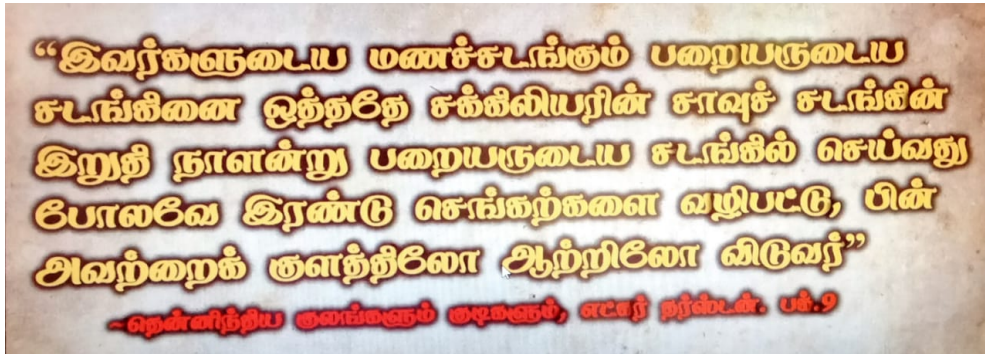 “இவர்களுடைய மணச்சடங்கும் பறையருடைய
சடங்கினை ஒத்ததே சக்கிலியரின் சாவுச் சடங்கின்
இறுதி நாளன்று பறையருடைய சடங்கில் செய்வது
போலவே இரண்டு செங்கற்களை வழிபட்டு, பின்
அவற்றைக் குளத்திலோ ஆற்றிலோ விடுவர்”
~தென்னிந்திய குலங்களும் குடிகளும், எட்கர் தர்ஸ்டன். பக்.9